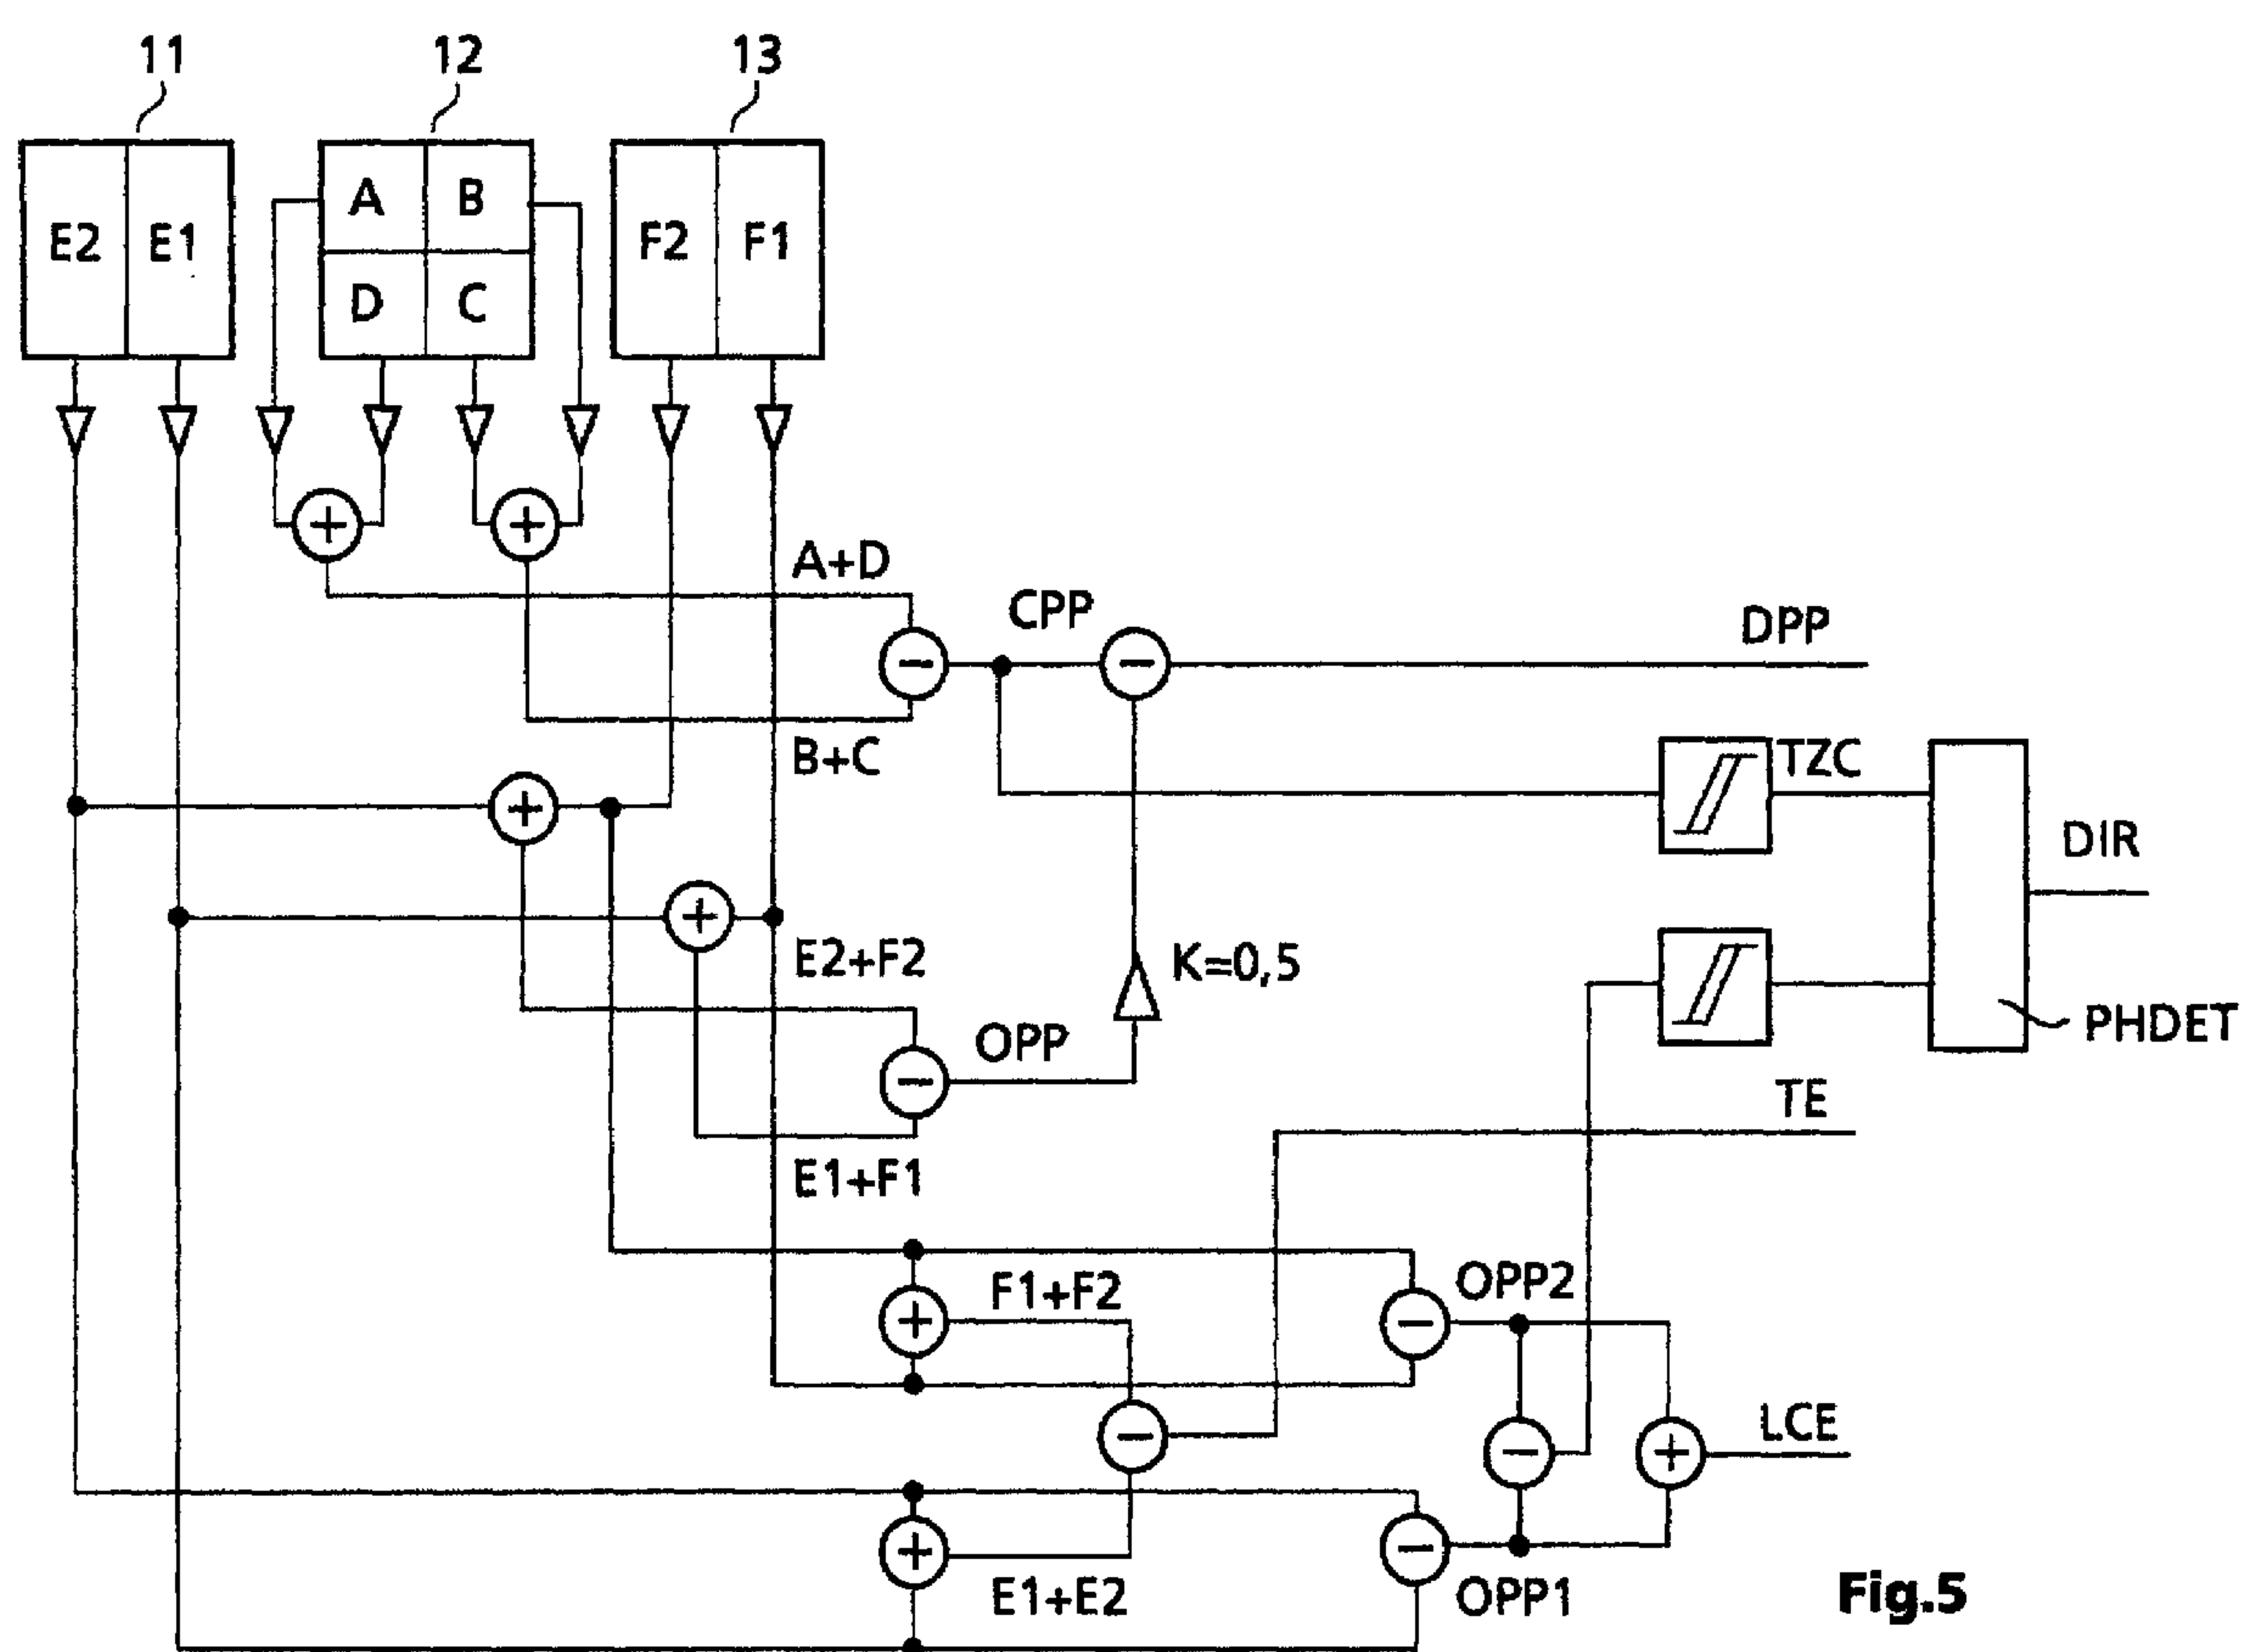 11 12 13
A B
E2 E1 F2 F1
D C
A+D
CPP
DPP
B+C
TZC
DIR
E2+F2
K=0,5
OPP
PHDET
TE
E1+F1
F1+F2
OPP2
LCE
E1+E2
OPP1
Fig.5